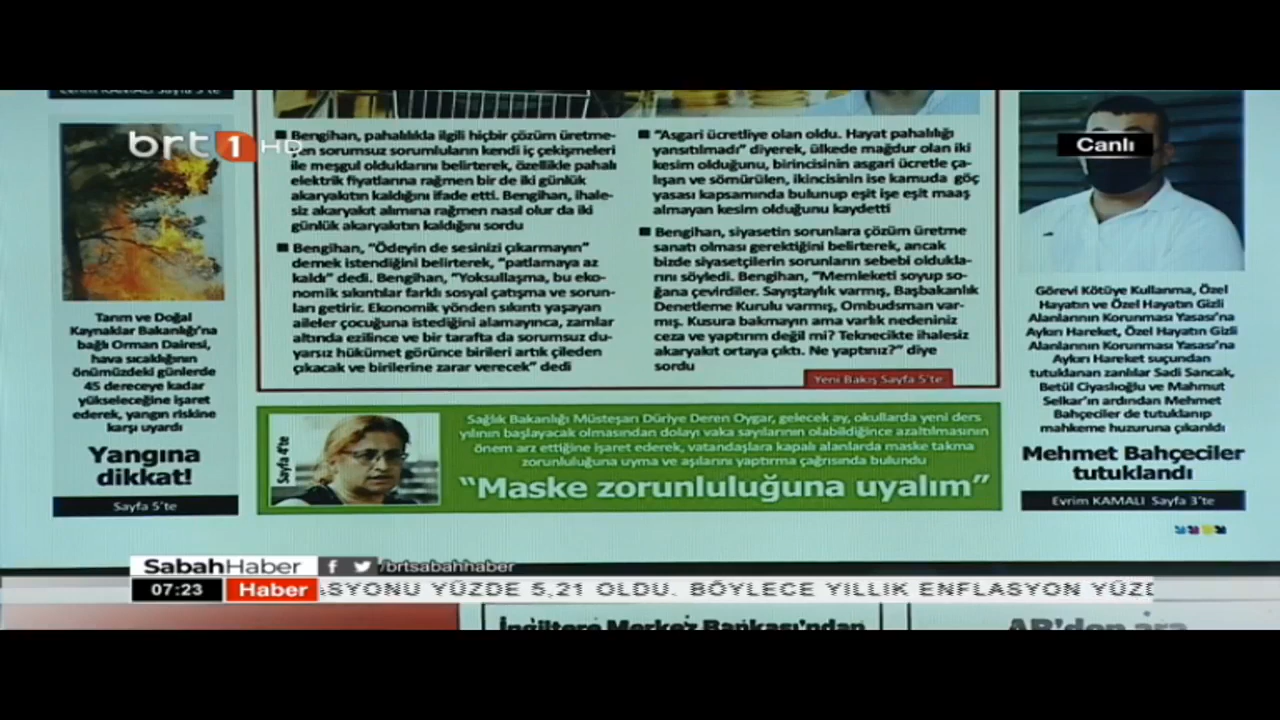 Evrim KAMALI Sayfa 5'te
brt 1 HD
Tarım ve Doğal
Kaynaklar Bakanlığı'na
bağlı Orman Dairesi,
hava sıcaklığının
önümüzdeki günlerde
45 dereceye kadar
yükseleceğine işaret
ederek, yangın riskine
karşı uyardı
Yangına
dikkat!
Sayfa 5'te
Bengihan, pahalılıkla ilgili hiçbir çözüm üretme-
yen sorumsuz sorumluların kendi iç çekişmeleri
ile meşgul olduklarını belirterek, özellikle pahalı
elektrik fiyatlarına rağmen bir de iki günlük
akaryakıtın kaldığını ifade etti. Bengihan, ihale-
siz akaryakıt alımına rağmen nasıl olur da iki
günlük akaryakıtın kaldığını sordu
Bengihan, "Ödeyin de sesinizi çıkarmayın"
demek istendiğini belirterek, "patlamaya az
kaldı" dedi. Bengihan, "Yoksullaşma, bu eko-
nomik sıkıntılar farklı sosyal çatışma ve sorun-
ları getirir. Ekonomik yönden sıkıntı yaşayan
aileler çocuğuna istediğini alamayınca, zamlar
altında ezilince ve bir tarafta da sorumsuz du-
yarsız hükümet görünce birileri artık çileden
çıkacak ve birilerine zarar verecek" dedi
"Asgari ücretliye olan oldu. Hayat pahalılığı
yansıtılmadı" diyerek, ülkede mağdur olan iki
kesim olduğunu, birincisinin asgari ücretle ça-
lışan ve sömürülen, ikincisinin ise kamuda göç
yasası kapsamında bulunup eşit işe eşit maaş
almayan kesim olduğunu kaydetti
Bengihan, siyasetin sorunlara çözüm üretme
sanatı olması gerektiğini belirterek, ancak
bizde siyasetçilerin sorunların sebebi oldukla-
rını söyledi. Bengihan, "Memleketi soyup so-
ğana çevirdiler. Sayıştaylık varmış, Başbakanlık
Denetleme Kurulu varmış, Ombudsman var-
mış. Kusura bakmayın ama varlık nedeniniz
ceza ve yaptırım değil mi? Teknecikte ihalesiz
akaryakıt ortaya çıktı. Ne yaptınız?" diye
sordu
Yeni Bakış Sayfa 5'te
Sayfa 4'te
Sağlık Bakanlığı Müsteşarı Düriye Deren Oygar, gelecek ay, okullarda yeni ders
yılının başlayacak olmasından dolayı vaka sayılarının olabildiğince azaltılmasının
önem arz ettiğine işaret ederek, vatandaşlara kapalı alanlarda maske takma
zorunluluğuna uyma ve aşılarını yaptırma çağrısında bulundu
"Maske zorunluluğuna uyalım"
Canlı
Görevi Kötüye Kullanma, Özel
Hayatın ve Özel Hayatın Gizli
Alanlarının Korunması Yasası'na
Aykırı Hareket, Özel Hayatın Gizli
Alanlarının Korunması Yasası'na
Aykırı Hareket suçundan
tutuklanan zanlılar Sadi Sancak,
Betül Ciyaslıoğlu ve Mahmut
Selkar'ın ardından Mehmet
Bahçeciler de tutuklanıp
mahkeme huzuruna çıkarıldı
Mehmet Bahçeciler
tutuklandı
Evrim KAMALI Sayfa 3'te
SabahHaber
/brtsabahhaber
07:23 Haber ASYONU YÜZDE 5,21 OLDU. BÖYLECE YILLIK ENFLASYON YÜZD
İngiltere Merkez Bankası'ndan
AB'den ara